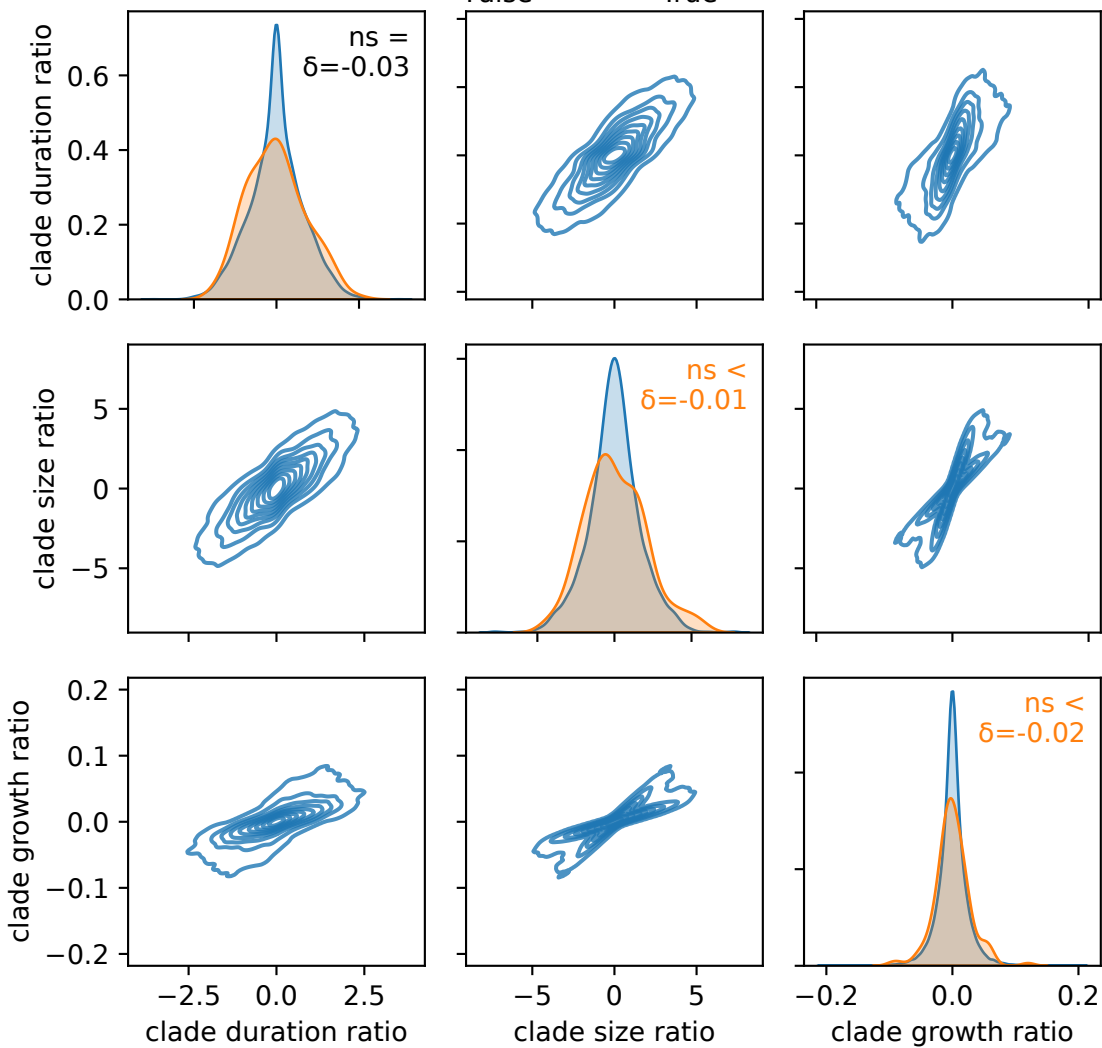 clade duration ratio
0.6
0.4
0.2
0.0
ns =
δ=-0.03
clade size ratio
5
0
−5
ns <
δ=-0.01
clade growth ratio
0.2
0.1
0.0
−0.1
−0.2
ns <
δ=-0.02
−2.5 0.0 2.5
−5 0 5
−0.2 0.0 0.2
clade duration ratio
clade size ratio
clade growth ratio